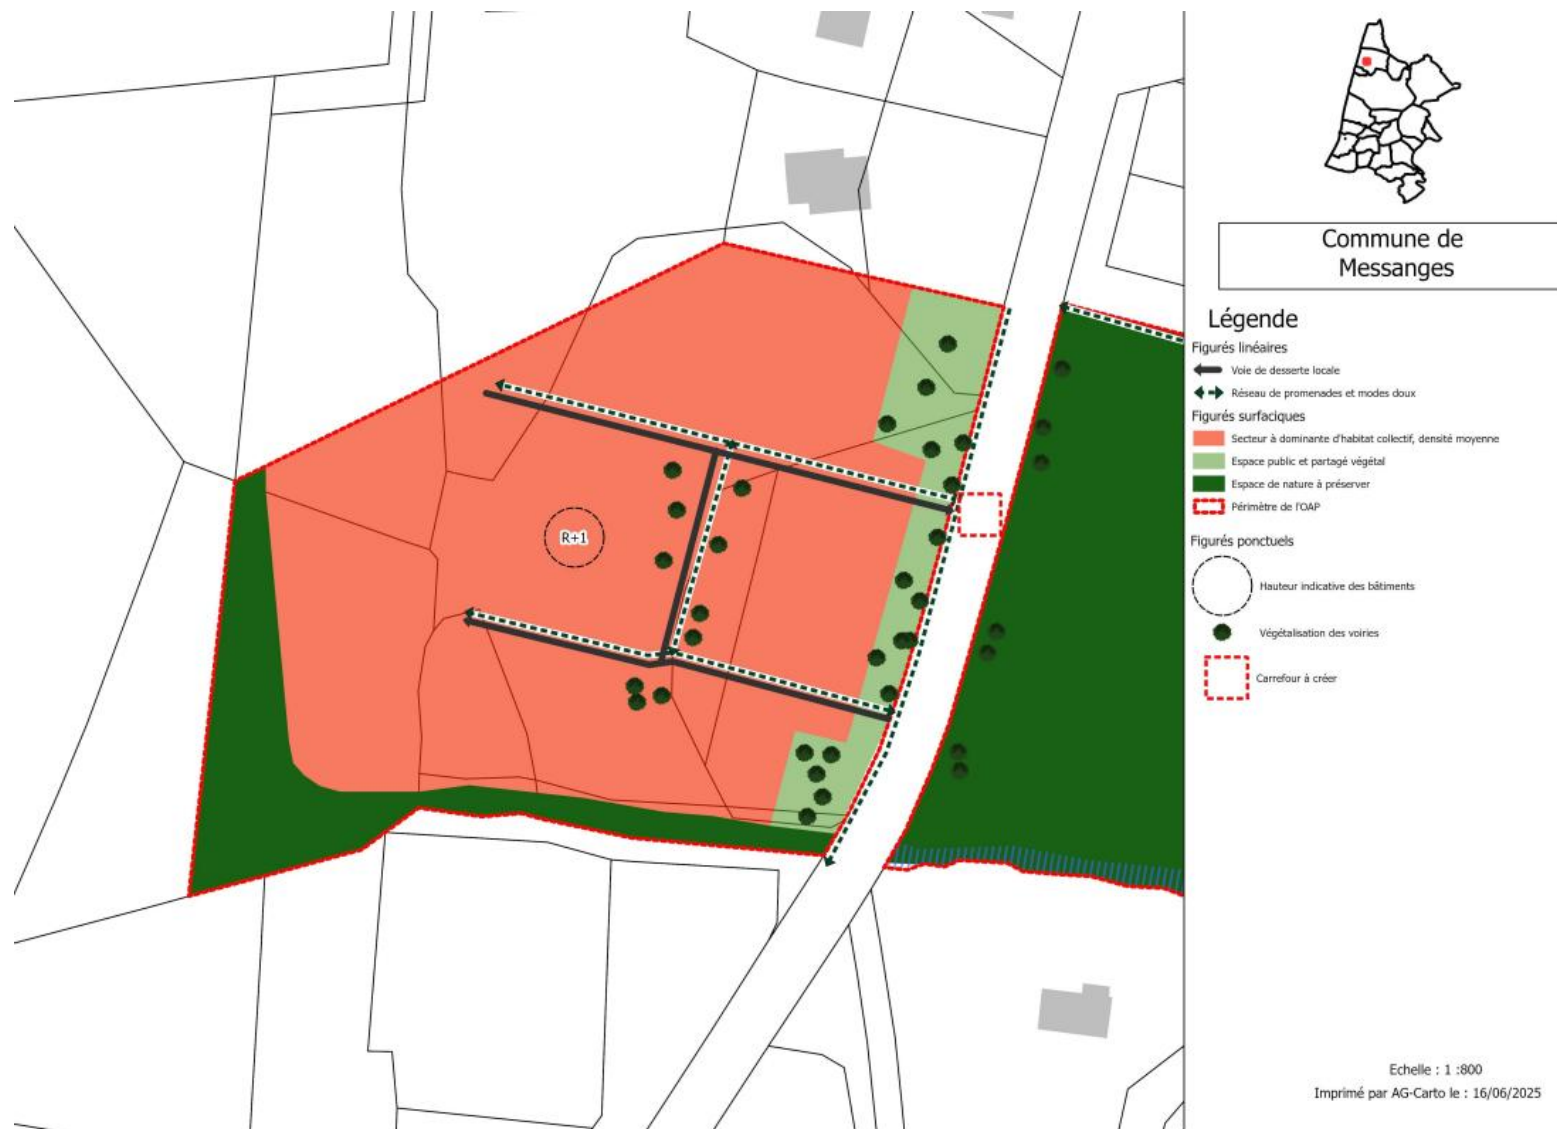 Commune de
Messanges
Légende
Figurés linéaires
Voie de desserte locale
Réseau de promenades et modes doux
Figurés surfaciques
Secteur à dominante d'habitat collectif, densité moyenne
Espace public et partagé végétal
Espace de nature à préserver
Périmètre de l'OAP
Figurés ponctuels
Hauteur indicative des bâtiments
Végétalisation des voiries
Carrefour à créer
R+1
Echelle : 1 :800
Imprimé par AG-Carto le : 16/06/2025